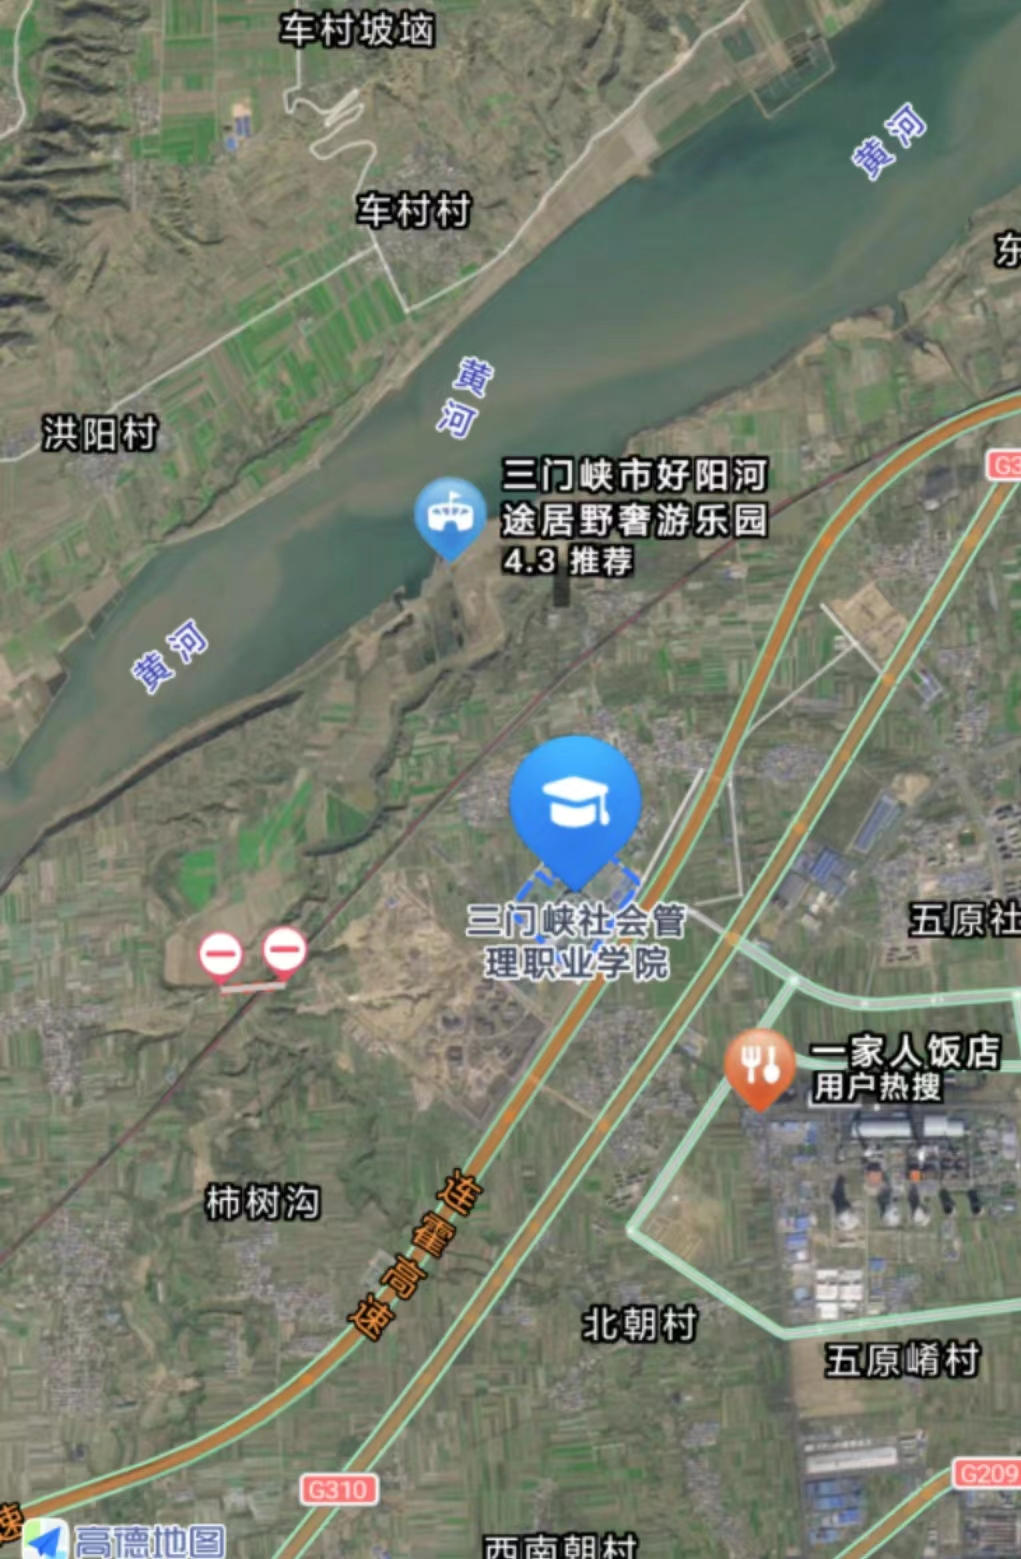 车村坡垴
黄河
车村村
东
黄河
洪阳村
G3
三门峡市好阳河
途居野奢游乐园
4.3 推荐
黄河
三门峡社会管
理职业学院
五原社
一家人饭店
用户热搜
柿树沟
连霍高速
北朝村
五原嵋村
G310
G209
速
高德地图
西南朝村